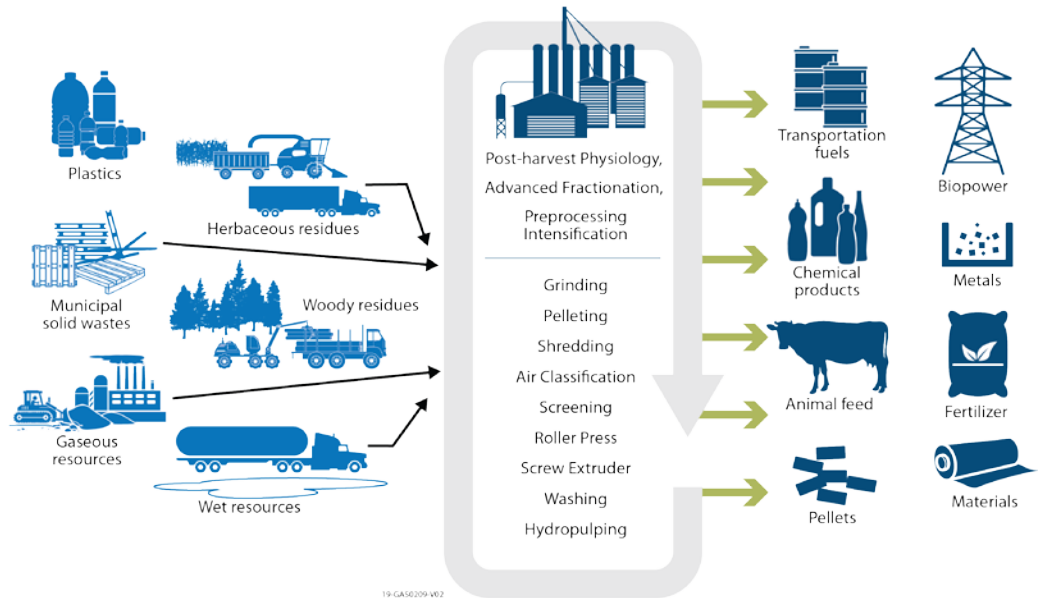 Plastics
Herbaceous residues
Municipal
solid wastes
Woody residues
Gaseous
resources
Wet resources
Post-harvest Physiology,
Advanced Fractionation,
Preprocessing
Intensification
Grinding
Pelleting
Shredding
Air Classification
Screening
Roller Press
Screw Extruder
Washing
Hydropulping
Transportation
fuels
Biopower
Chemical
products
Metals
Animal feed
Fertilizer
Pellets
Materials
19-GA50209-V02